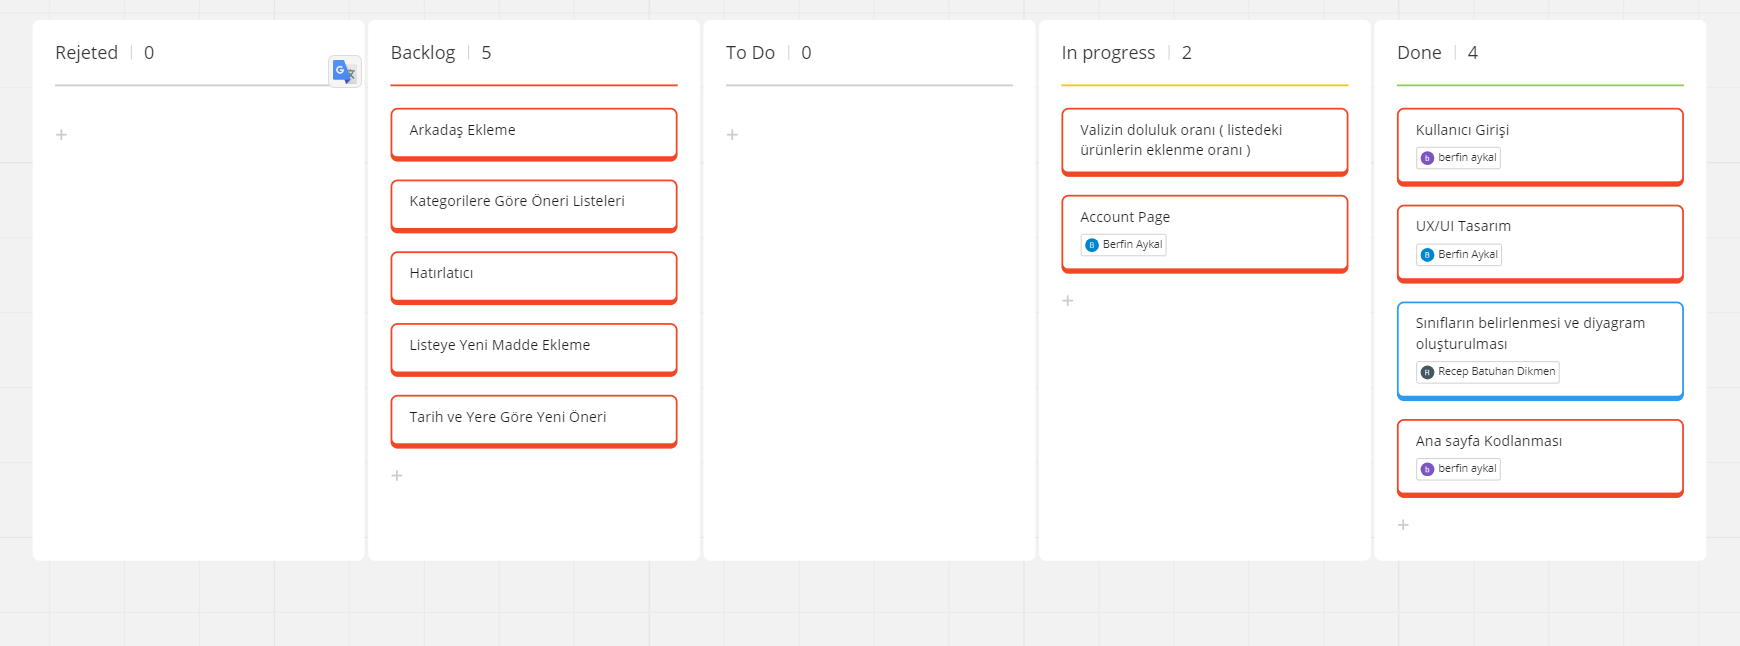 Rejeted | 0
Backlog | 5
Arkadaş Ekleme
Kategorilere Göre Öneri Listeleri
Hatırlatıcı
Listeye Yeni Madde Ekleme
Tarih ve Yere Göre Yeni Öneri
To Do | 0
In progress | 2
Valizin doluluk oranı ( listedeki
ürünlerin eklenme oranı )
Account Page
B Berfin Aykal
Done | 4
Kullanıcı Girişi
b berfin aykal
UX/UI Tasarım
B Berfin Aykal
Sınıfların belirlenmesi ve diyagram
oluşturulması
R Recep Batuhan Dikmen
Ana sayfa Kodlanması
b berfin aykal